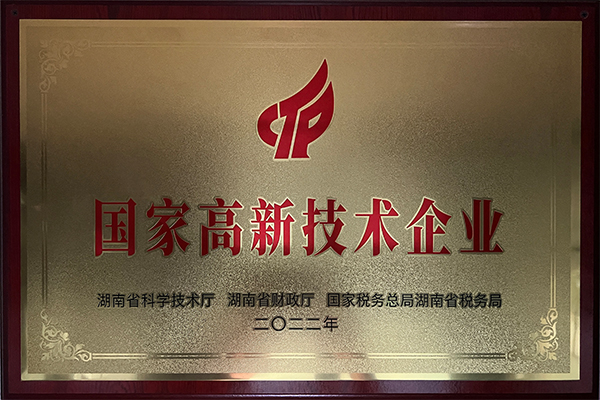 CTP
国家高新技术企业
湖南省科学技术厅 湖南省财政厅 国家税务总局湖南省税务局
二〇二二年